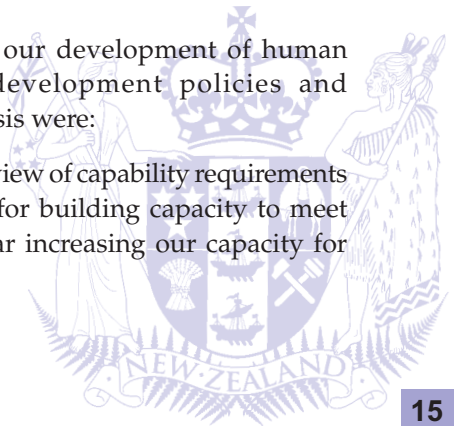 our development of human
development policies and
sis were:
view of capability requirements
for building capacity to meet
ar increasing our capacity for
NEW·ZEALAND
15